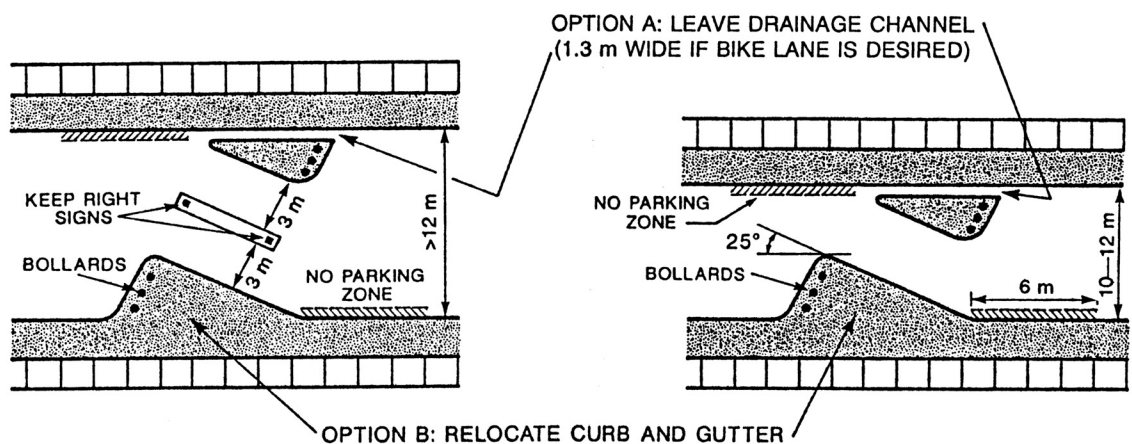 OPTION A: LEAVE DRAINAGE CHANNEL
(1.3 m WIDE IF BIKE LANE IS DESIRED)
KEEP RIGHT
SIGNS
3 m
>12 m
BOLLARDS
3 m
NO PARKING
ZONE
NO PARKING
ZONE
25°
BOLLARDS
6 m
10—12 m
OPTION B: RELOCATE CURB AND GUTTER